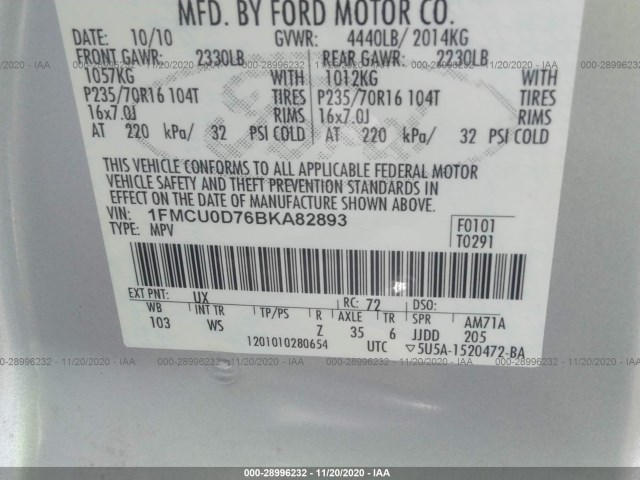 MFD. BY FORD MOTOR CO.
DATE: 10/10 GVWR: 4440LB/ 2014KG
FRONT GAWR: 2330LB REAR GAWR: 2230LB
1057KG WITH 1012KG WITH
P235/70R16 104T TIRES P235/70R16 104T TIRES
16x7.0J RIMS 16x7.0J RIMS
AT 220 kPa/ 32 PSI COLD AT 220 kPa/ 32 PSI COLD
THIS VEHICLE CONFORMS TO ALL APPLICABLE FEDERAL MOTOR
VEHICLE SAFETY AND THEFT PREVENTION STANDARDS IN
EFFECT ON THE DATE OF MANUFACTURE SHOWN ABOVE.
VIN: 1FMCU0D76BKA82893 F0101
TYPE: MPV T0291
EXT PNT: UX RC: 72 DSO:
WB INT TR TP/PS R AXLE TR SPR AM71A
103 WS Z 35 6 JJDD 205
1201010280654 UTC ▽5U5A-1520472-BA
000-28996232 - 11/20/2020 - IAA